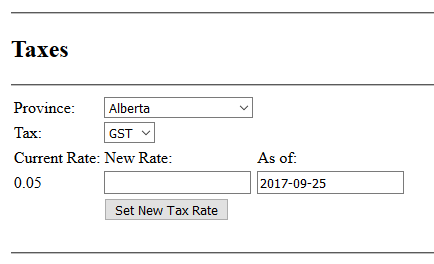 Taxes
Province: Alberta
Tax: GST
Current Rate: New Rate: As of:
0.05 2017-09-25
Set New Tax Rate